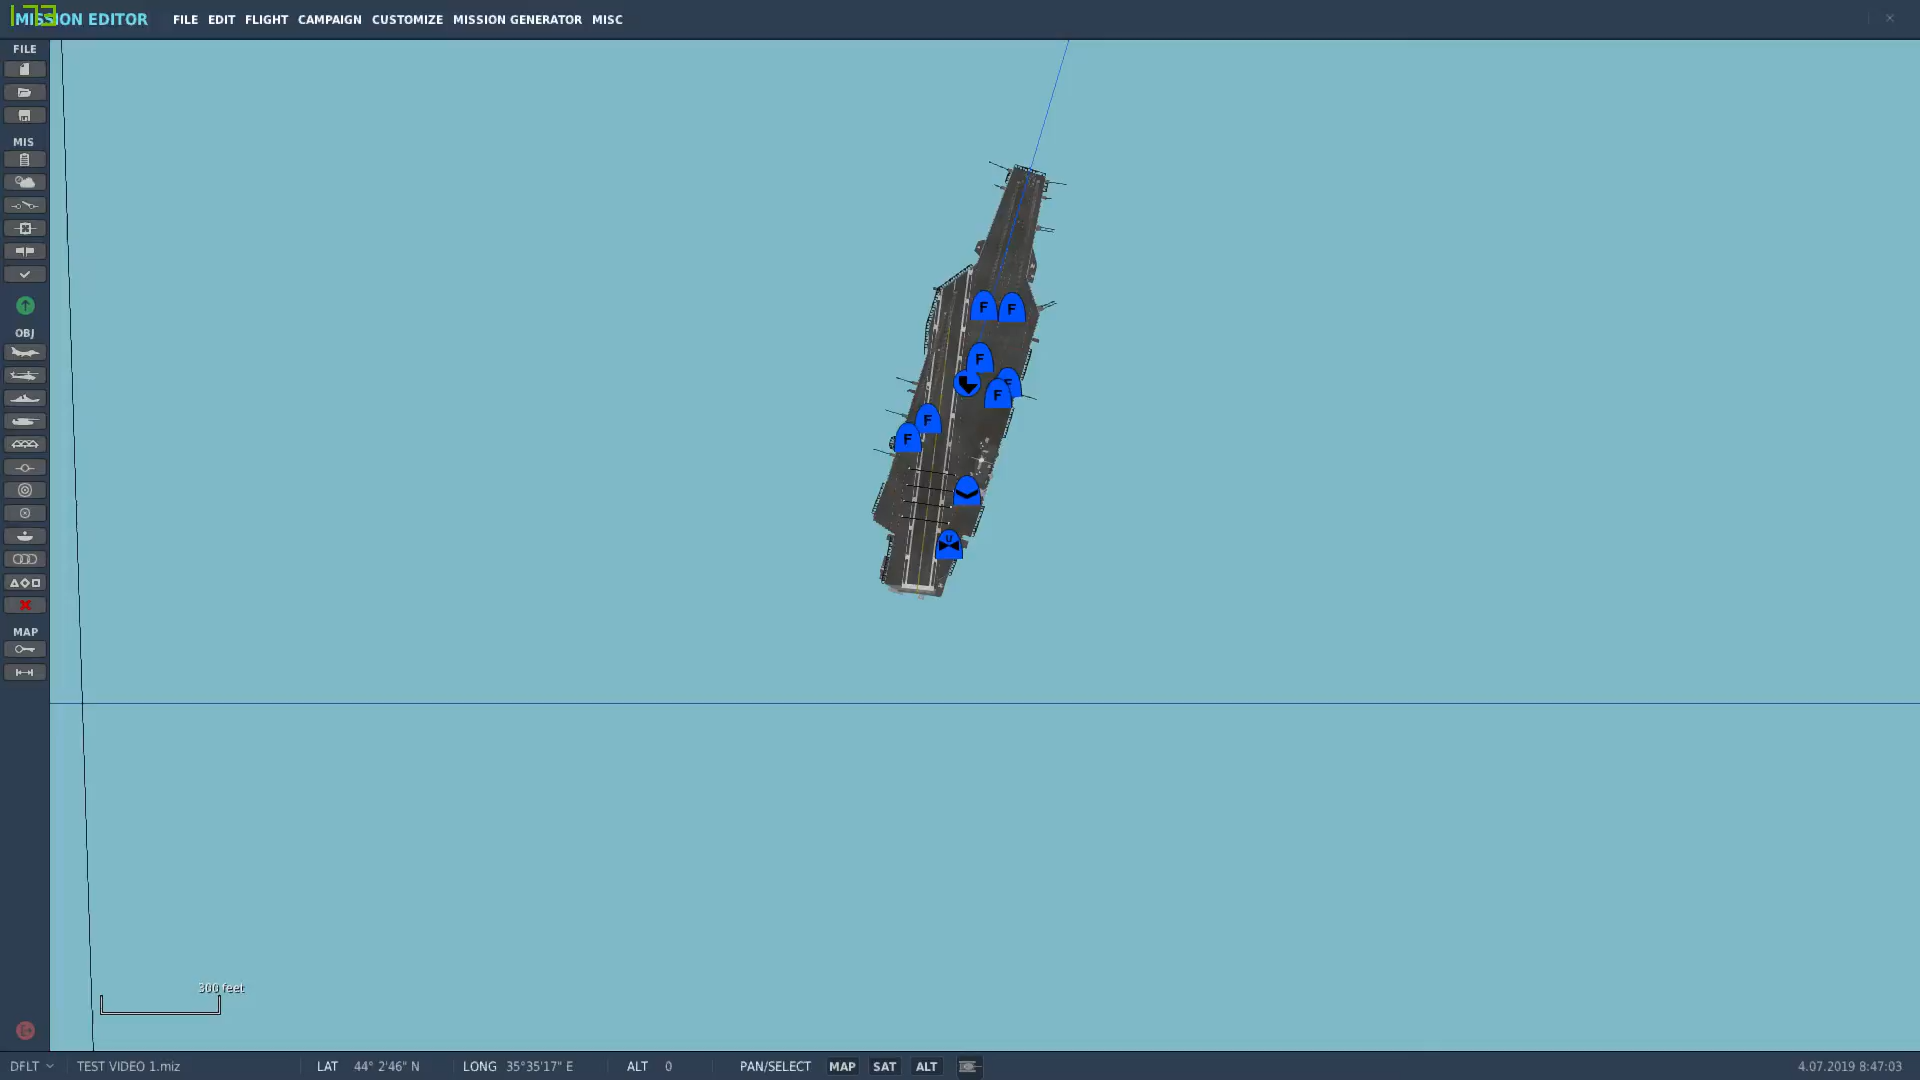 173
MISSION EDITOR FILE EDIT FLIGHT CAMPAIGN CUSTOMIZE MISSION GENERATOR MISC
FILE
MIS
OBJ
F F
F
F
F
F
F
U
MAP
300 feet
DFLT TEST VIDEO 1.miz LAT 44° 2'46" N LONG 35°35'17" E ALT 0 PAN/SELECT MAP SAT ALT 4.07.2019 8:47:03